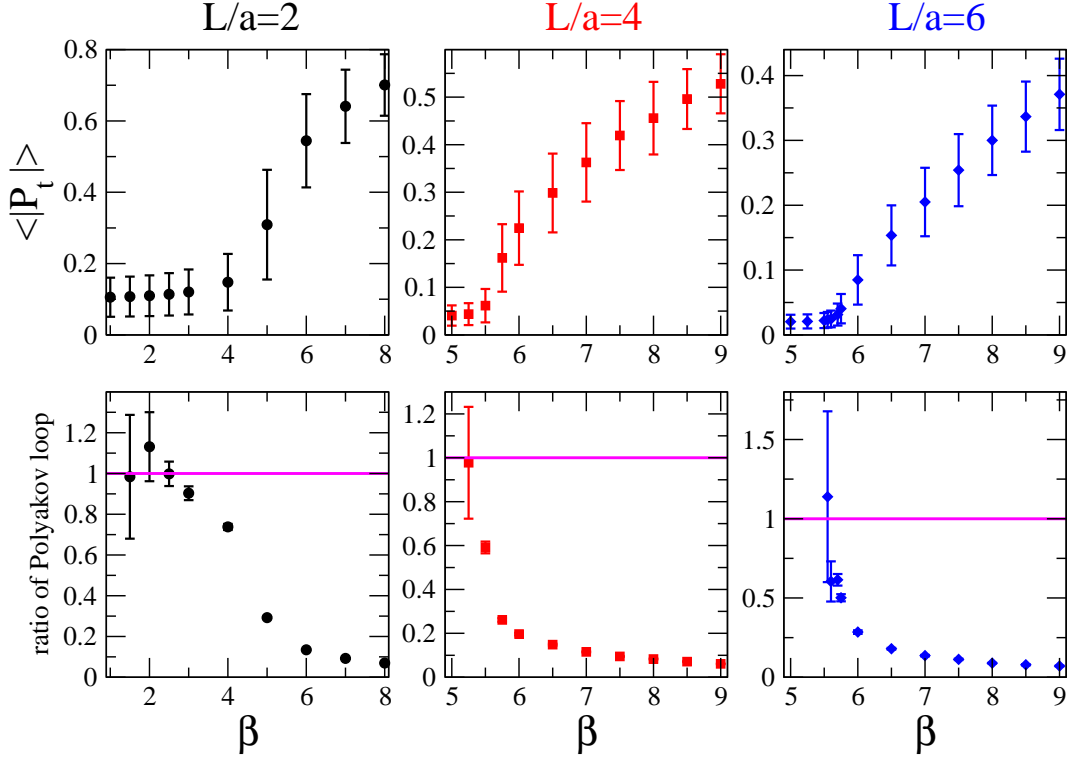 L/a=2 L/a=4 L/a=6
<|P_t|>
0.8 0.6 0.4 0.2 0
2 4 6 8
0.5 0.4 0.3 0.2 0.1 0
5 6 7 8 9
0.4 0.3 0.2 0.1 0
5 6 7 8 9
ratio of Polyakov loop
1.2 1 0.8 0.6 0.4 0.2 0
2 4 6 8
1.2 1 0.8 0.6 0.4 0.2 0
5 6 7 8 9
1.5 1 0.5 0
5 6 7 8 9
β β β